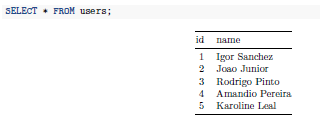 SELECT * FROM users;
id name
1 Igor Sanchez
2 Joao Junior
3 Rodrigo Pinto
4 Amandio Pereira
5 Karoline Leal